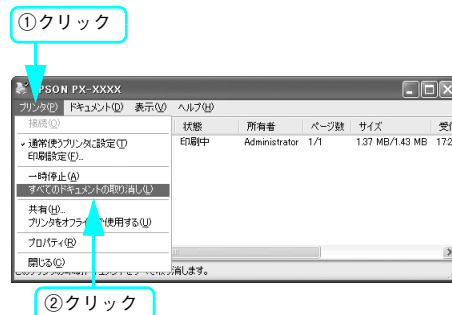 ①クリック
EPSON PX-XXXX
プリンタ(P) ドキュメント(D) 表示(V) ヘルプ(H)
接続(O)
状態 所有者 ページ数 サイズ 受付
通常使うプリンタに設定(T)
印刷中 Administrator 1/1 1.37 MB/1.43 MB 17:2
印刷設定(F)...
一時停止(A)
すべてのドキュメントの取り消し(L)
共有(H)...
プリンタをオフラインで使用する(U)
プロパティ(R)
閉じる(C)
消します。
②クリック